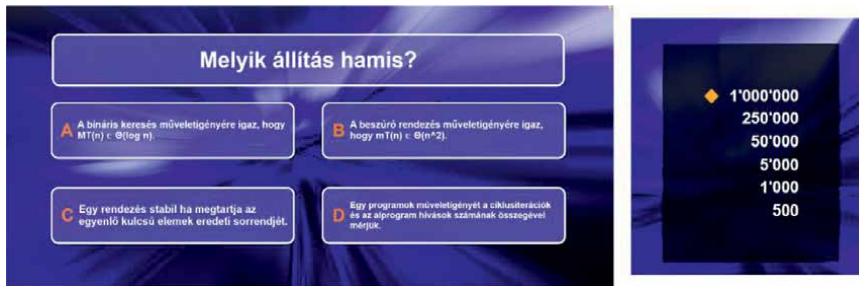 Melyik állítás hamis?
A A bináris keresés műveletigényére igaz, hogy
MT(n) ∈ Θ(log n).
B A beszúró rendezés műveletigényére igaz,
hogy mT(n) ∈ Θ(n^2).
C Egy rendezés stabil ha megtartja az
egyenlő kulcsú elemek eredeti sorrendjét.
D Egy programok műveletigényét a ciklusiterációk
és az alprogram hívások számának összegével
mérjük.
1'000'000
250'000
50'000
5'000
1'000
500